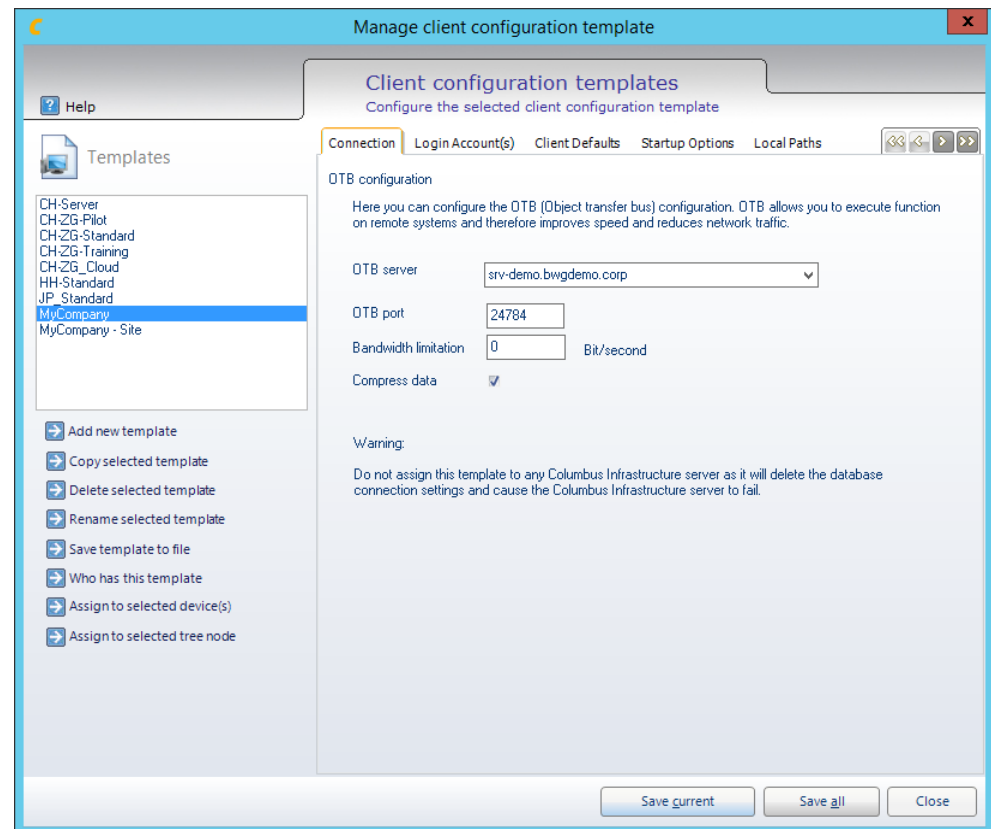 Manage client configuration template
x
Client configuration templates
Configure the selected client configuration template
? Help
Templates
CH-Server
CH-ZG-Pilot
CH-ZG-Standard
CH-ZG-Training
CH-ZG_Cloud
HH-Standard
JP_Standard
MyCompany
MyCompany - Site
Add new template
Copy selected template
Delete selected template
Rename selected template
Save template to file
Who has this template
Assign to selected device(s)
Assign to selected tree node
Connection Login Account(s) Client Defaults Startup Options Local Paths
OTB configuration
Here you can configure the OTB (Object transfer bus) configuration. OTB allows you to execute function
on remote systems and therefore improves speed and reduces network traffic.
OTB server srv-demo.bwgdemo.corp
OTB port 24784
Bandwidth limitation 0 Bit/second
Compress data
Warning:
Do not assign this template to any Columbus Infrastructure server as it will delete the database
connection settings and cause the Columbus Infrastructure server to fail.
Save current Save all Close